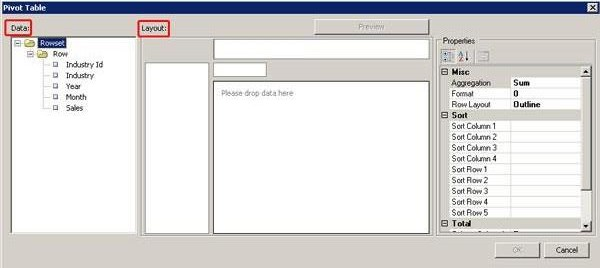 Pivot Table
Data:
Layout:
Preview
Rowset
Row
Industry Id
Industry
Year
Month
Sales
Please drop data here
Properties
Misc
Aggregation Sum
Format 0
Row Layout Outline
Sort
Sort Column 1
Sort Column 2
Sort Column 3
Sort Column 4
Sort Row 1
Sort Row 2
Sort Row 3
Sort Row 4
Sort Row 5
Total
OK
Cancel